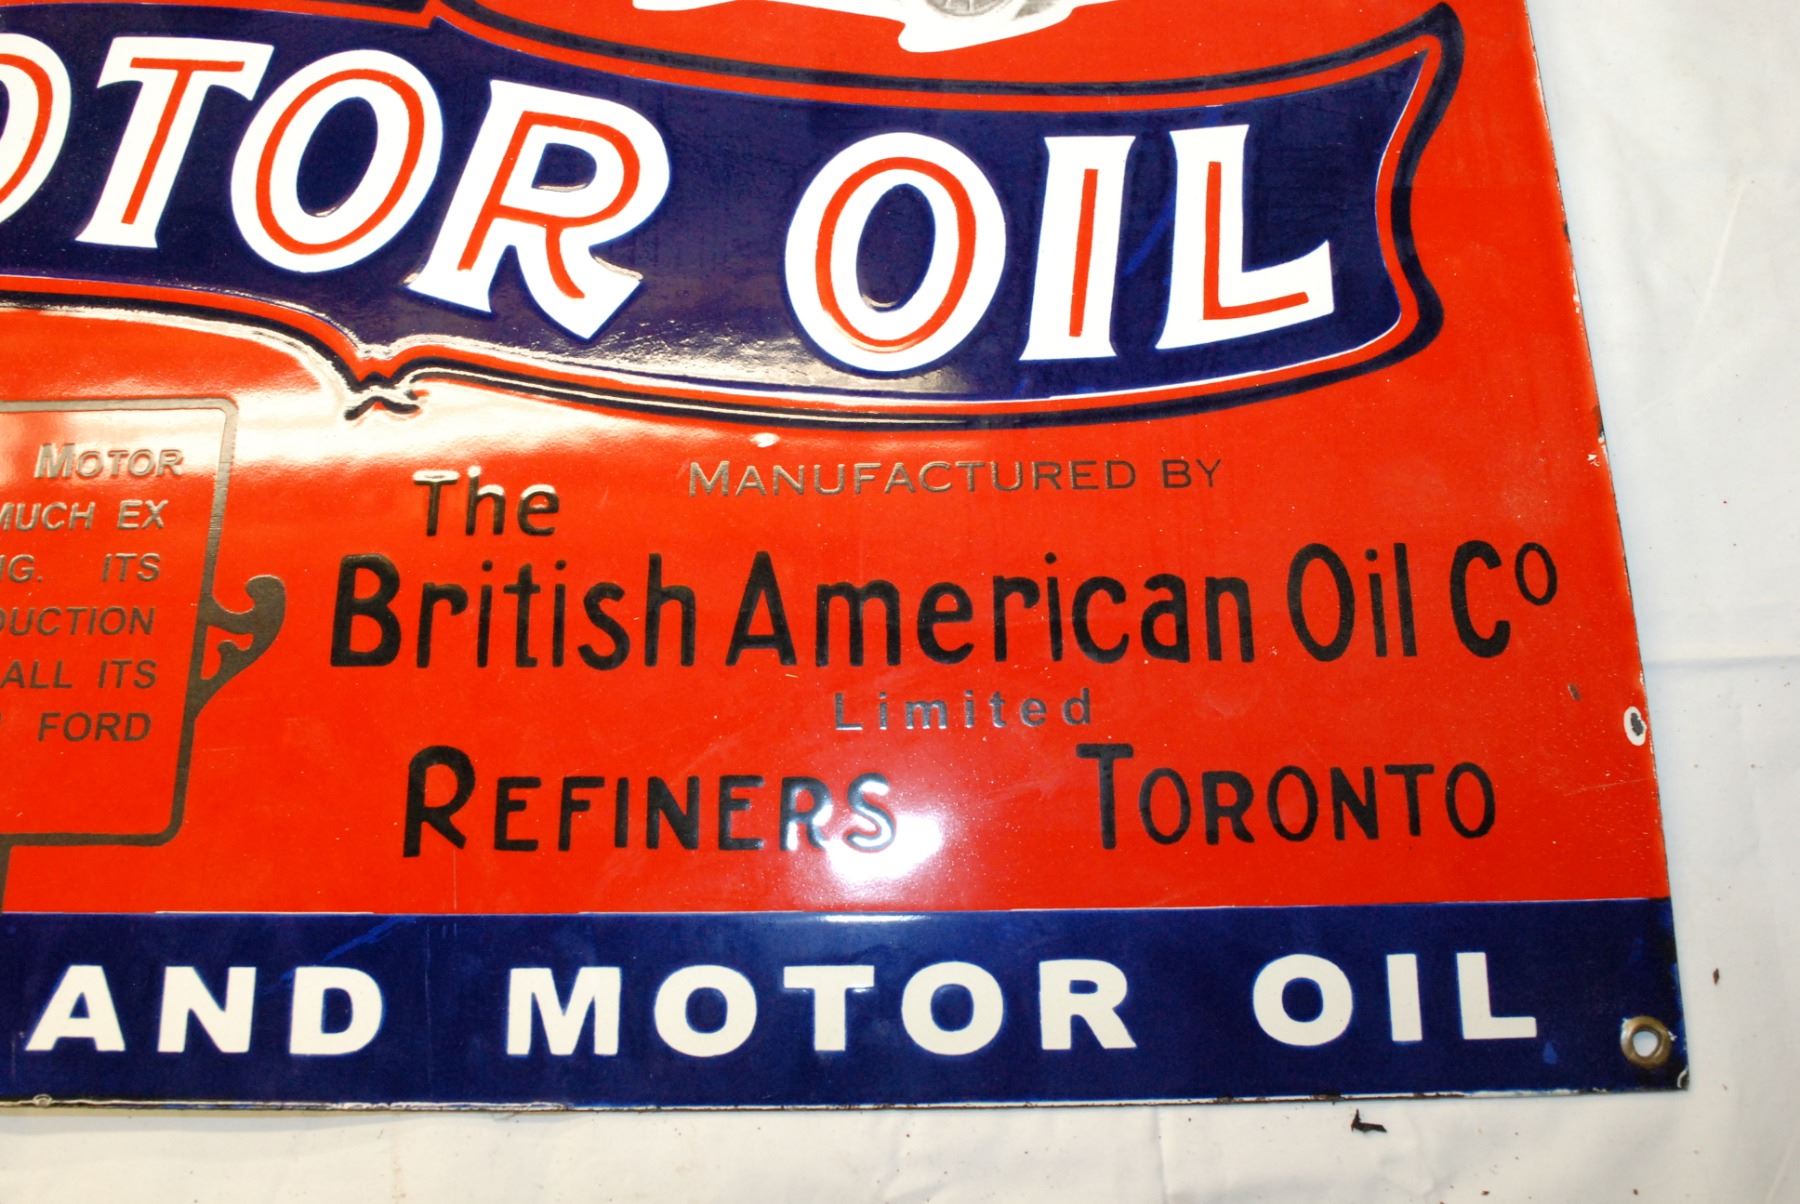 OTOR OIL
MOTOR
MUCH EX
ITS
DUCTION
ALL ITS
FORD
MANUFACTURED BY
The
British American Oil Co
Limited
REFINERS TORONTO
AND MOTOR OIL